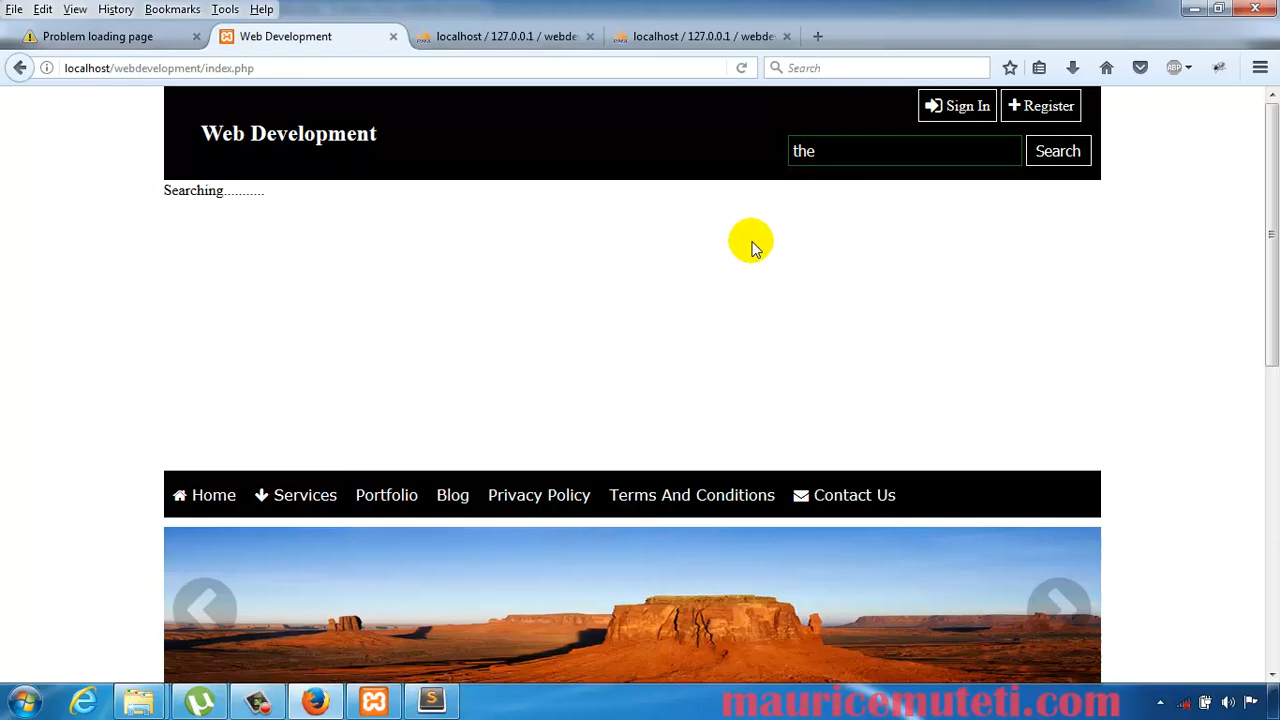 File Edit View History Bookmarks Tools Help
Problem loading page
Web Development
localhost / 127.0.0.1 / webde
localhost / 127.0.0.1 / webde
localhost/webdevelopment/index.php
Search
ABP
Sign In
Register
Web Development
the
Search
Searching...........
Home
Services
Portfolio
Blog
Privacy Policy
Terms And Conditions
Contact Us
mauricemuteti.com